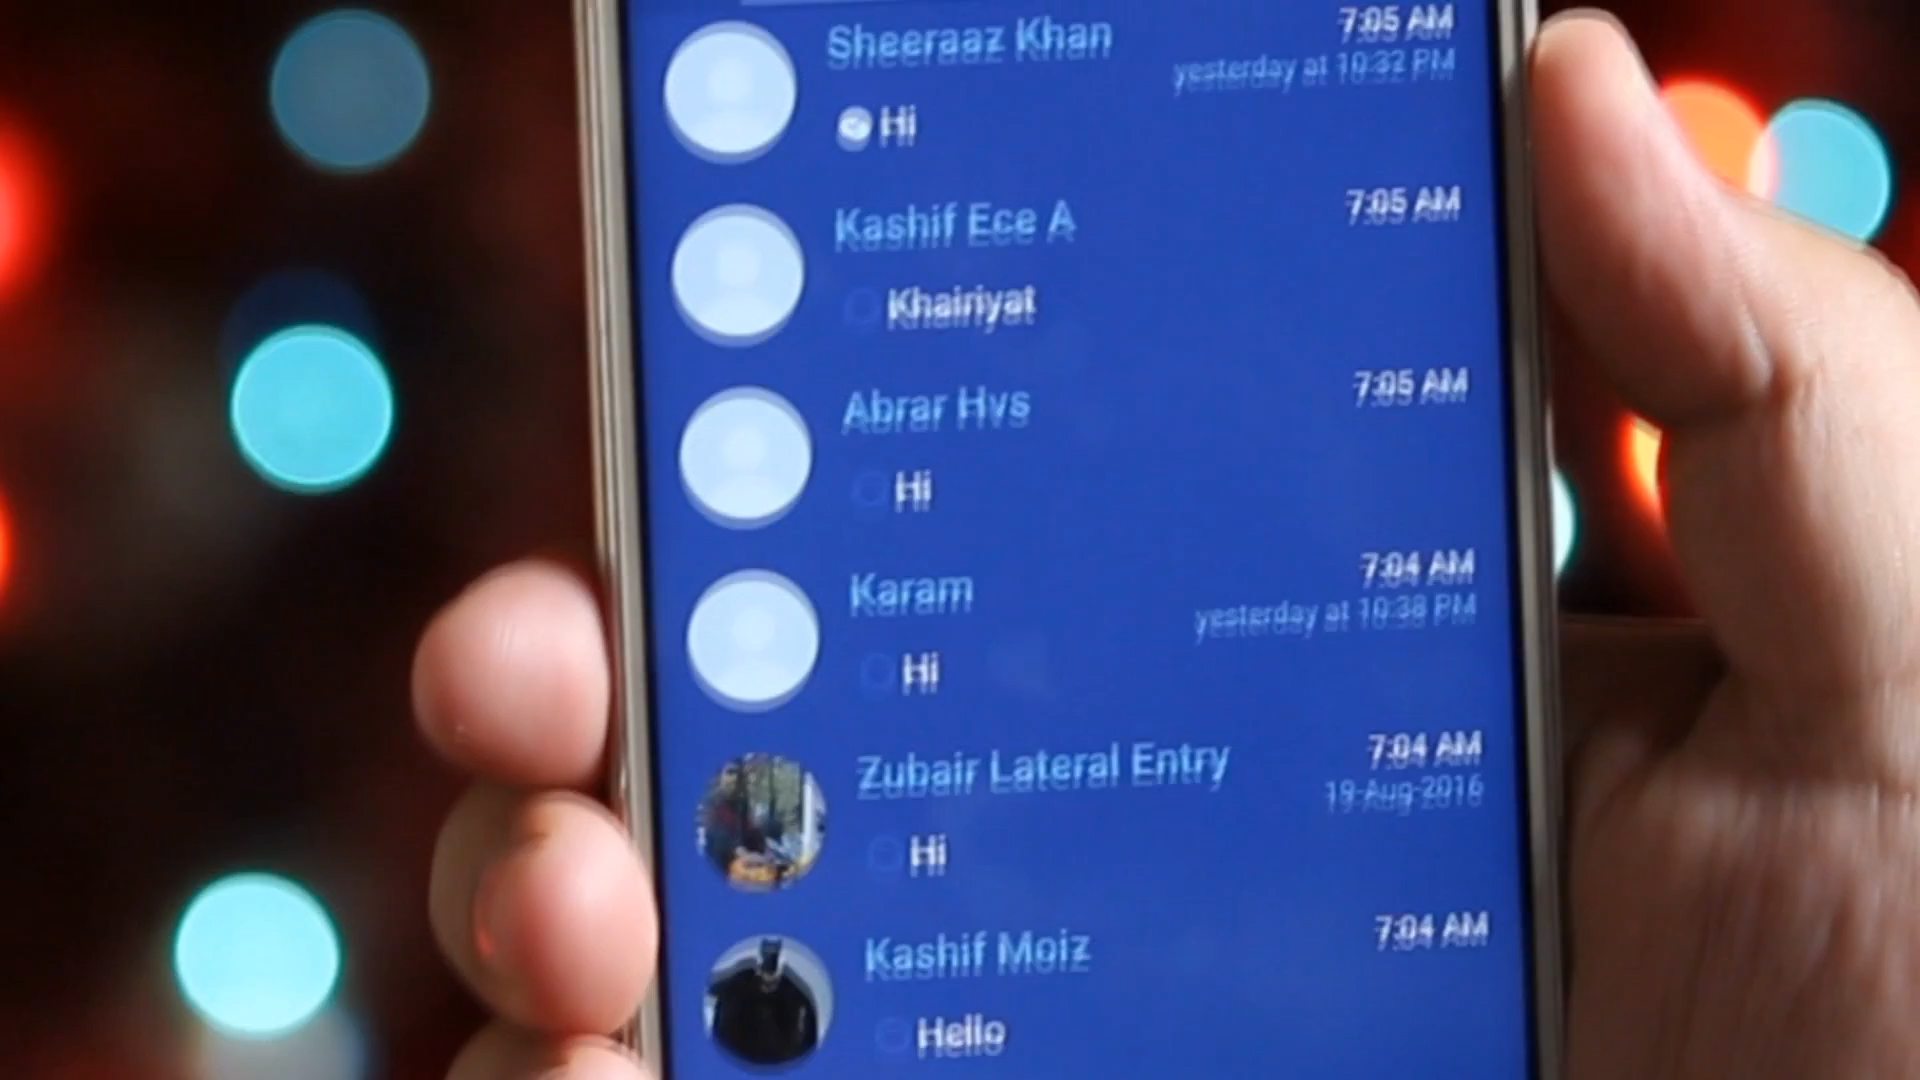 Sheeraaz Khan 7:05 AM
yesterday at 10:32 PM
Hi
Kashif Ece A 7:05 AM
Khairiyat
Abrar Hvs 7:05 AM
Hi
Karam 7:04 AM
yesterday at 10:38 PM
Hi
Zubair Lateral Entry 7:04 AM
19-Aug-2016
Hi
Kashif Moiz 7:04 AM
Hello